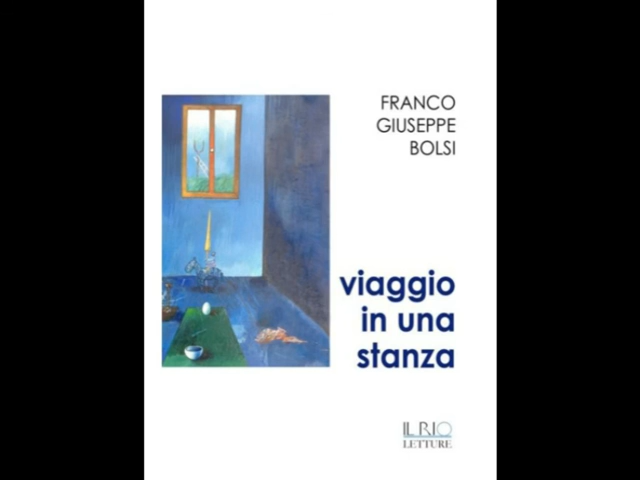 FRANCO
GIUSEPPE
BOLSI
viaggio
in una
stanza
IL RIO
LETTURE